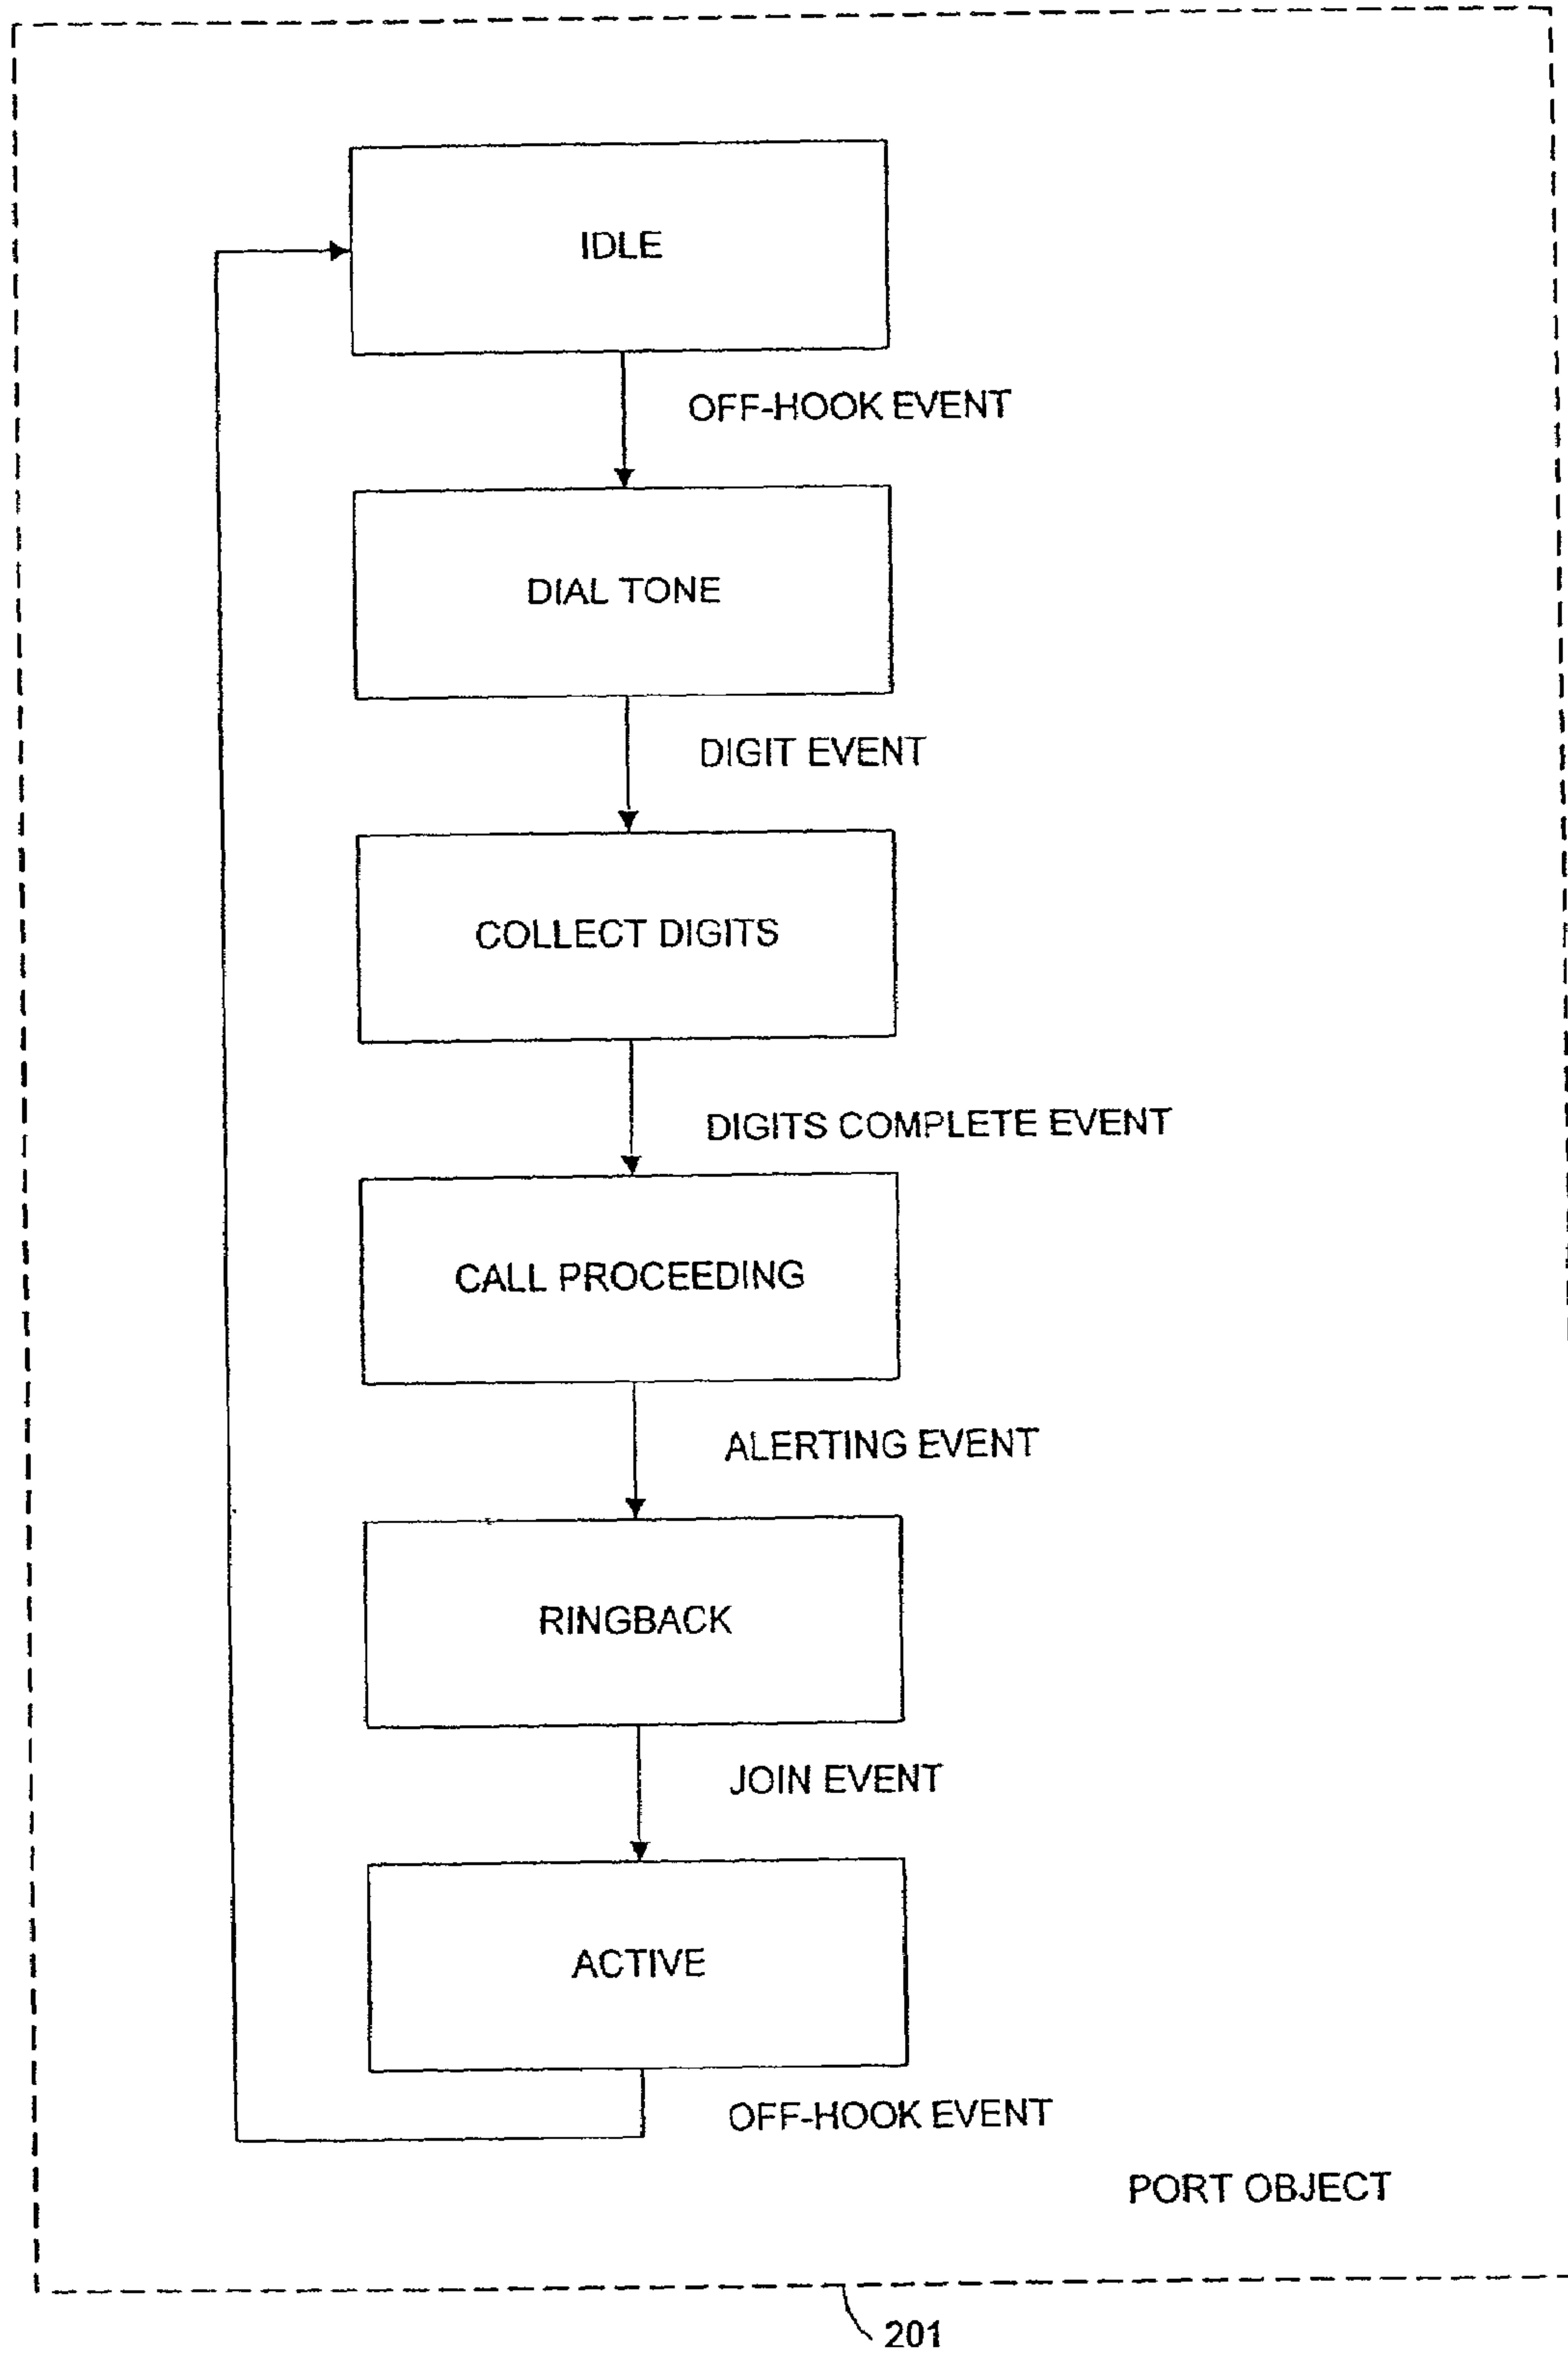 IDLE
OFF-HOOK EVENT
DIAL TONE
DIGIT EVENT
COLLECT DIGITS
DIGITS COMPLETE EVENT
CALL PROCEEDING
ALERTING EVENT
RINGBACK
JOIN EVENT
ACTIVE
OFF-HOOK EVENT
PORT OBJECT
201